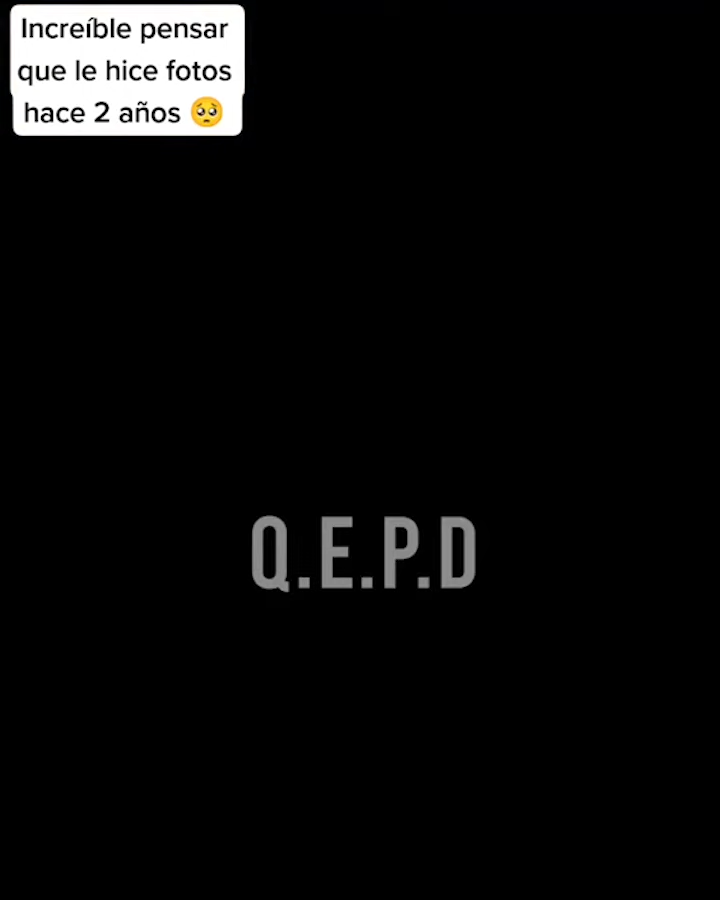 Increíble pensar
que le hice fotos
hace 2 años 🥺
Q.E.P.D